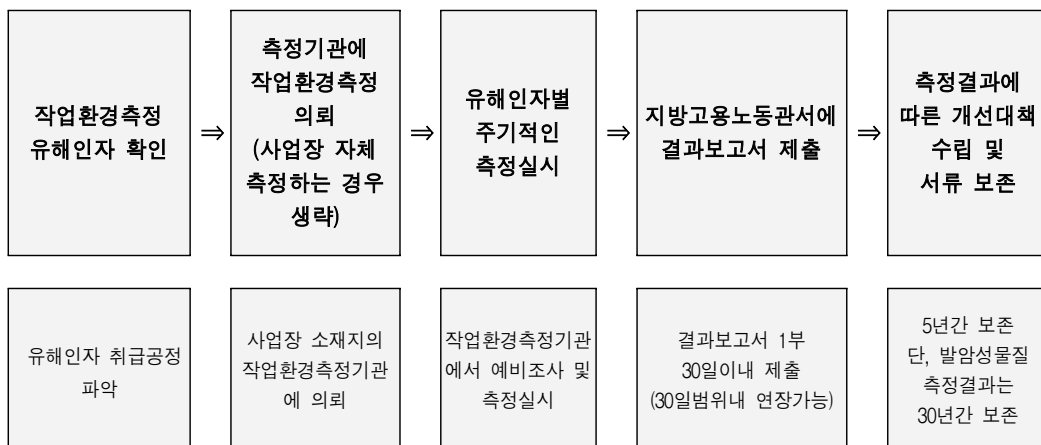 작업환경측정
유해인자 확인
⇒
측정기관에
작업환경측정
의뢰
(사업장 자체
측정하는 경우
생략)
⇒
유해인자별
주기적인
측정실시
⇒
지방고용노동관서에
결과보고서 제출
⇒
측정결과에
따른 개선대책
수립 및
서류 보존
유해인자 취급공정
파악
사업장 소재지의
작업환경측정기관
에 의뢰
작업환경측정기관
에서 예비조사 및
측정실시
결과보고서 1부
30일이내 제출
(30일범위내 연장가능)
5년간 보존
단, 발암성물질
측정결과는
30년간 보존